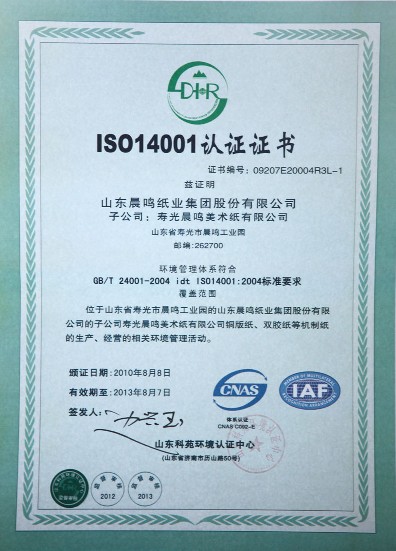 DHR
ISO14001认证证书
证书编号：09207E20004R3L-1
兹证明
山东晨鸣纸业集团股份有限公司
子公司：寿光晨鸣美术纸有限公司
山东省寿光市晨鸣工业园
邮编：262700
环境管理体系符合
GB/T 24001-2004 idt ISO14001:2004标准要求
覆盖范围
位于山东省寿光市晨鸣工业园的山东晨鸣纸业集团股份有限
公司的子公司寿光晨鸣美术纸有限公司铜版纸、双胶纸等机制纸
的生产、经营的相关环境管理活动。
颁证日期：2010年8月8日
有效期至：2013年8月7日
签发人：
CNAS
体系认证
CNAS C092-E
MEMBER OF MULTILATERAL
RECOGNITION ARRANGEMENT
IAF
山东科苑环境认证中心
(山东省济南市历山路50号)
2012
2013